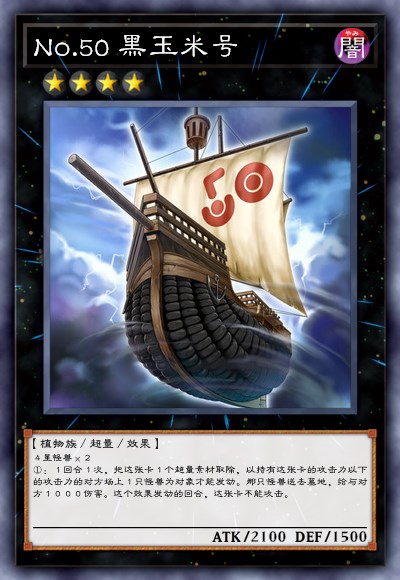 No.50 黑玉米号
やみ
闇
50
【植物族／超量／效果】
4星怪兽×2
①：1回合1次，把这张卡1个超量素材取除，以持有这张卡的攻击力以下
的攻击力的对方场上1只怪兽为对象才能发动。那只怪兽送去墓地，给与对
方1000伤害。这个效果发动的回合，这张卡不能攻击。
ATK/2100 DEF/1500